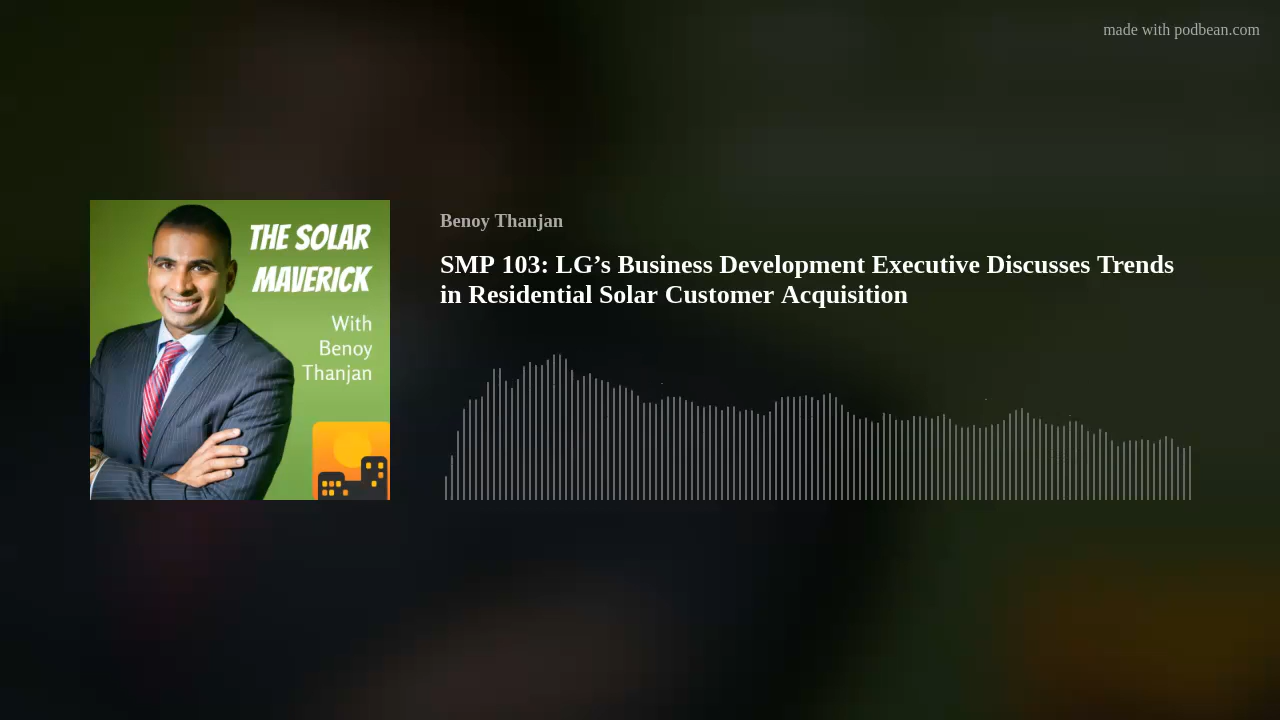 made with podbean.com
THE SOLAR
MAVERICK
With
Benoy
Thanjan
Benoy Thanjan
SMP 103: LG’s Business Development Executive Discusses Trends
in Residential Solar Customer Acquisition